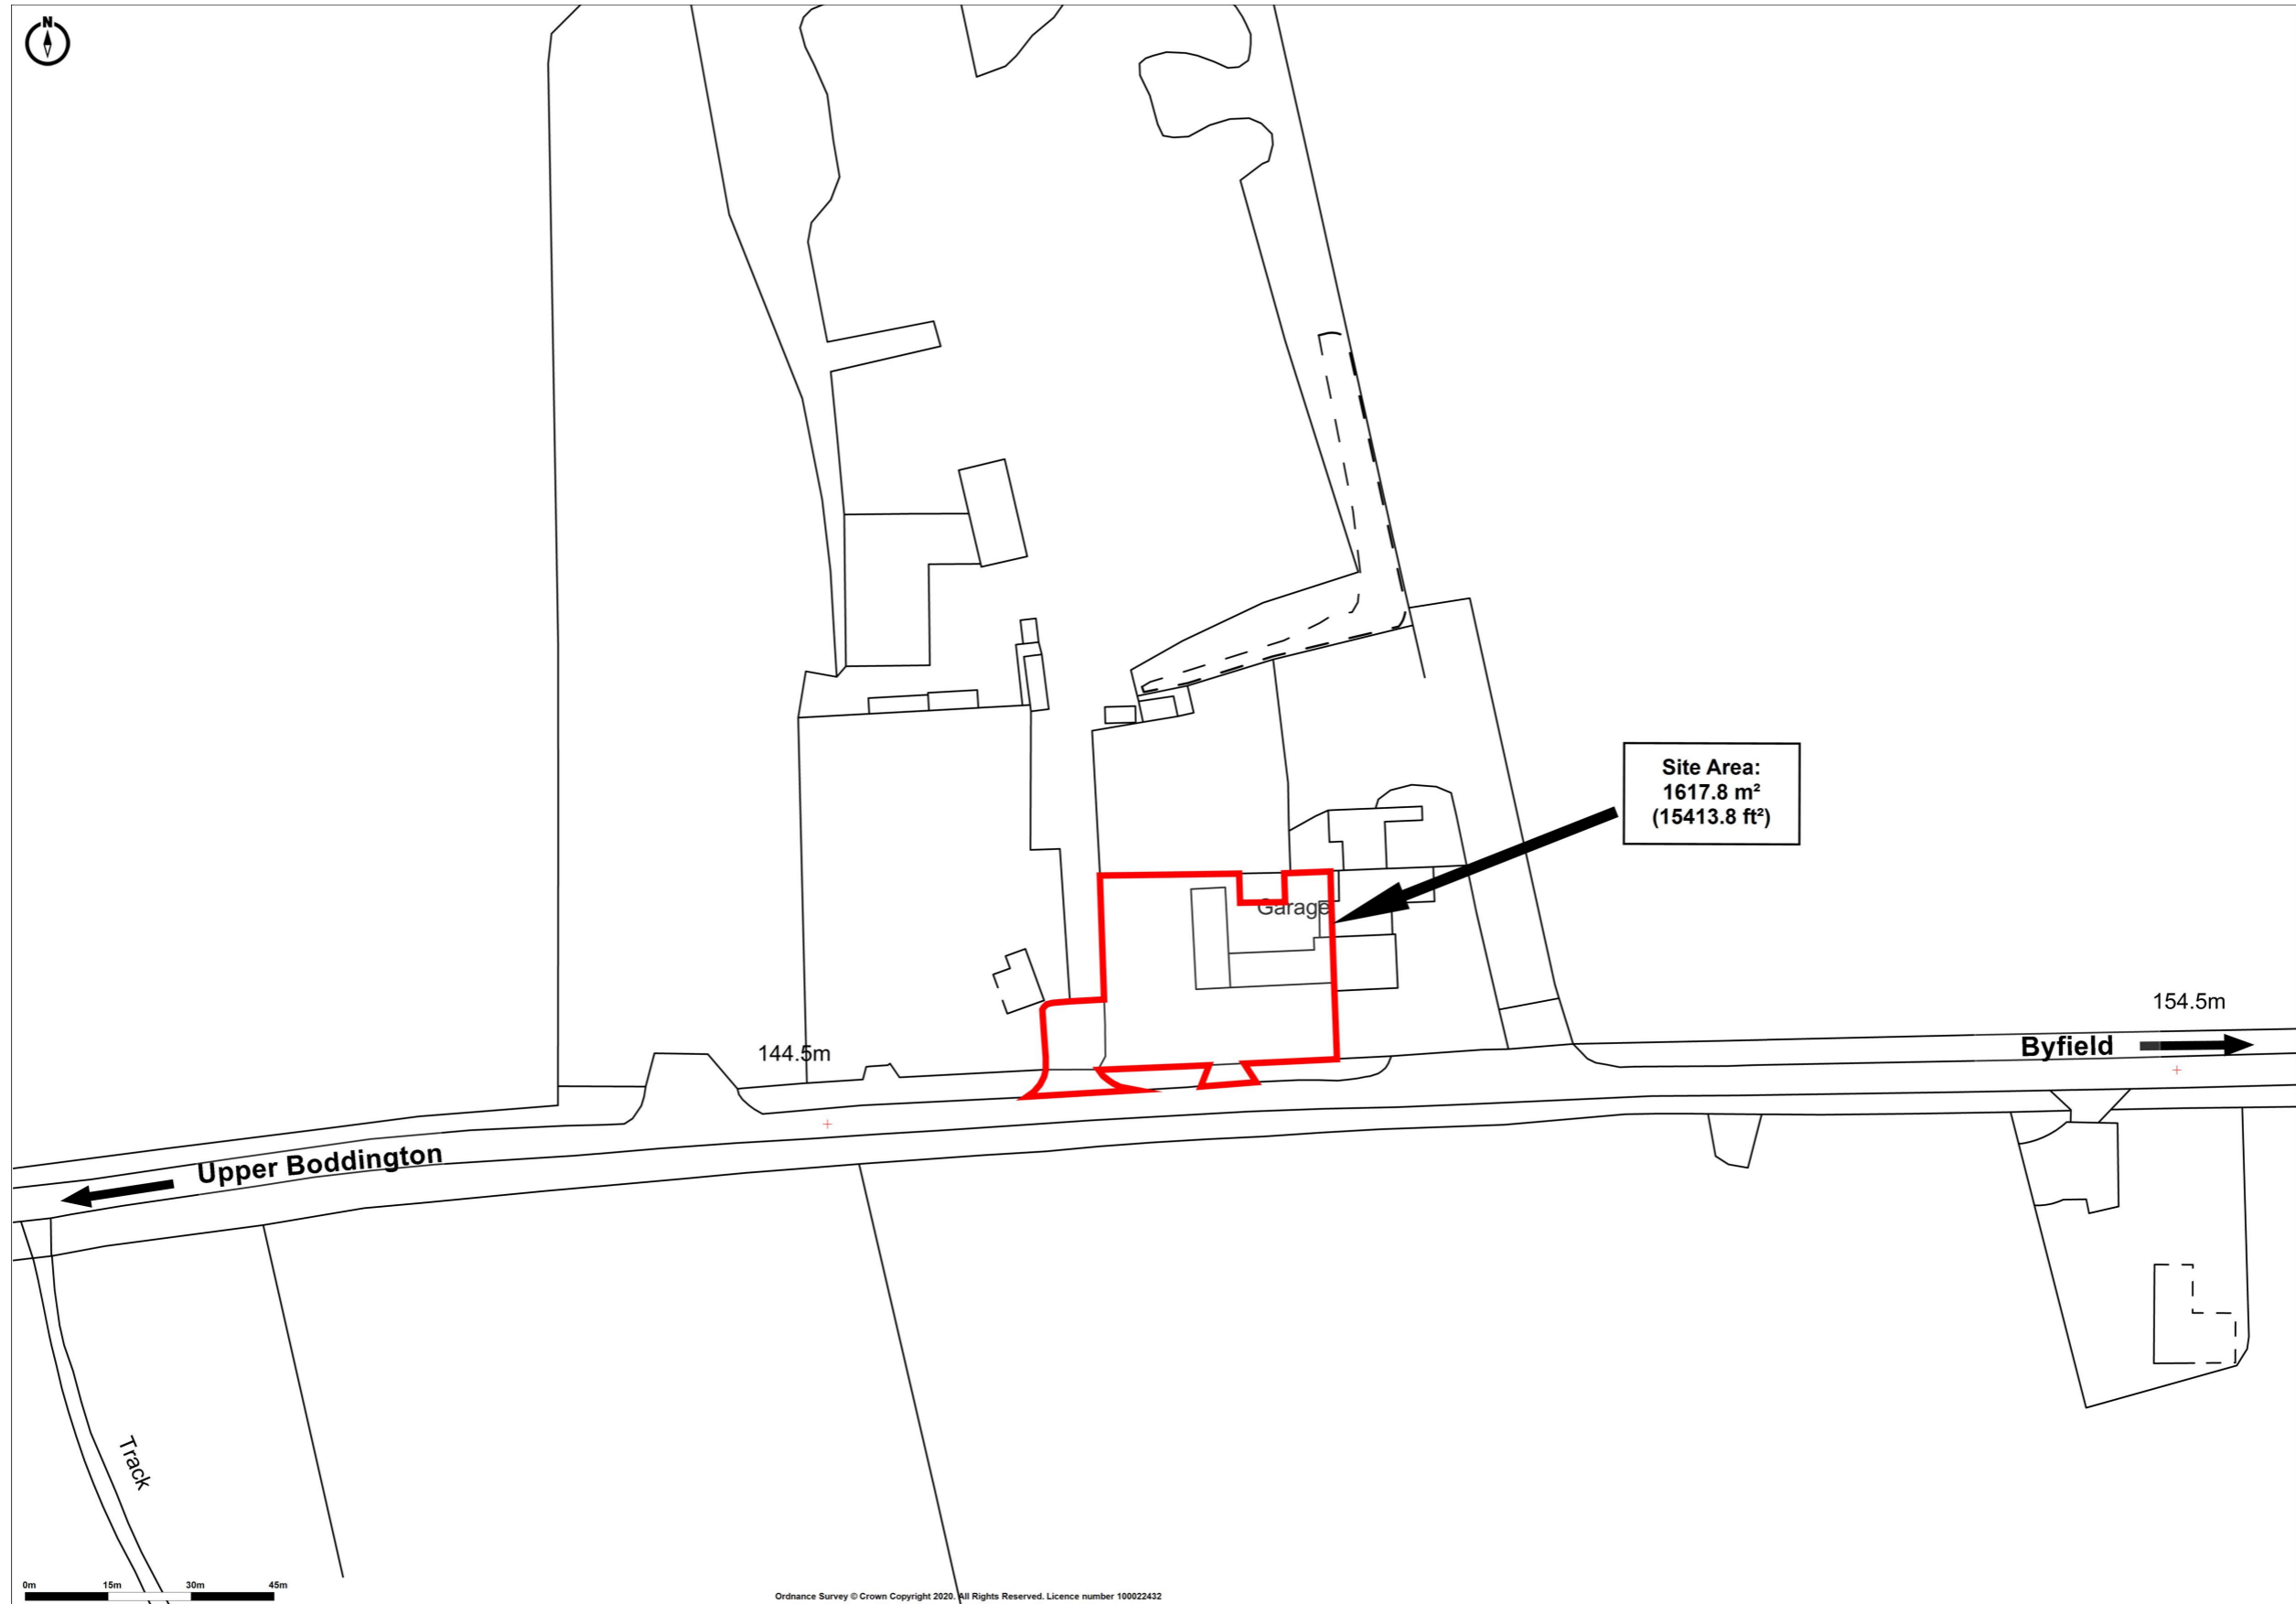 N
Site Area:
1617.8 m²
(15413.8 ft²)
Garage
154.5m
144.5m
Byfield
Upper Boddington
Track
0m 15m 30m 45m
Ordnance Survey © Crown Copyright 2020. All Rights Reserved. Licence number 100022432